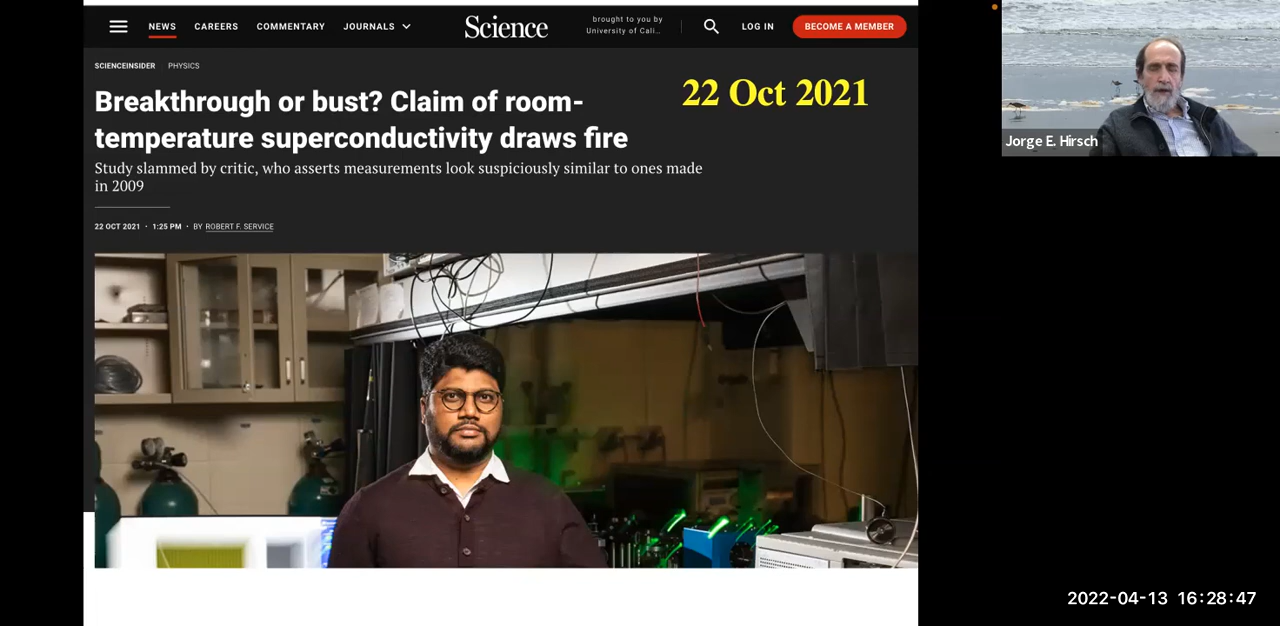 NEWS CAREERS COMMENTARY JOURNALS Science brought to you by University of Cali... LOG IN BECOME A MEMBER
SCIENCEINSIDER PHYSICS
Breakthrough or bust? Claim of room-
temperature superconductivity draws fire
22 Oct 2021
Study slammed by critic, who asserts measurements look suspiciously similar to ones made
in 2009
22 OCT 2021 · 1:25 PM · BY ROBERT F. SERVICE
Jorge E. Hirsch
2022-04-13 16:28:47